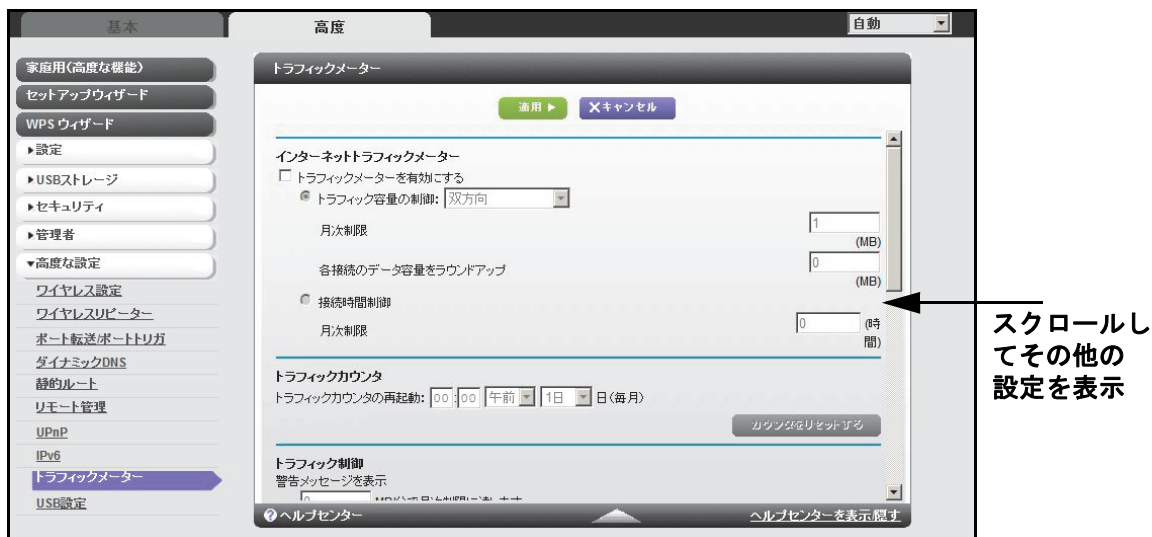 基本
高度
自動
家庭用(高度な機能)
セットアップウィザード
WPS ウィザード
▶設定
▶USBストレージ
▶セキュリティ
▶管理者
▼高度な設定
ワイヤレス設定
ワイヤレスリピーター
ポート転送/ポートトリガ
ダイナミックDNS
静的ルート
リモート管理
UPnP
IPv6
トラフィックメーター
USB設定
トラフィックメーター
適用 ▶
Xキャンセル
インターネットトラフィックメーター
トラフィックメーターを有効にする
トラフィック容量の制御: 双方向
月次制限
1
(MB)
各接続のデータ容量をラウンドアップ
0
(MB)
接続時間制御
月次制限
0
(時
間)
トラフィックカウンタ
トラフィックカウンタの再起動: 00 : 00 午前 1日 日(毎月)
カウンタをリセットする
トラフィック制御
警告メッセージを表示
ヘルプセンター
ヘルプセンターを表示/隠す
スクロールし
てその他の
設定を表示